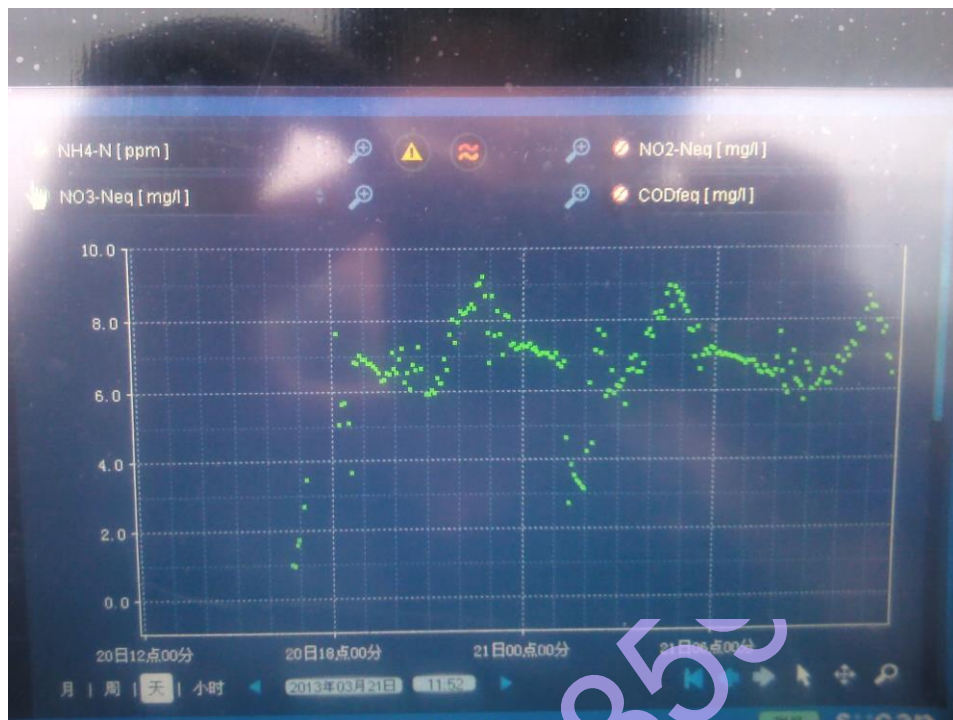 NH4-N [ ppm ]
NO2-Neq [ mg/l ]
NO3-Neq [ mg/l ]
CODfeq [ mg/l ]
10.0
8.0
6.0
4.0
2.0
0.0
20日12点00分
20日18点00分
21日00点00分
21日06点00分
月 | 周 | 天 | 小时
2013年03月21日
11:52